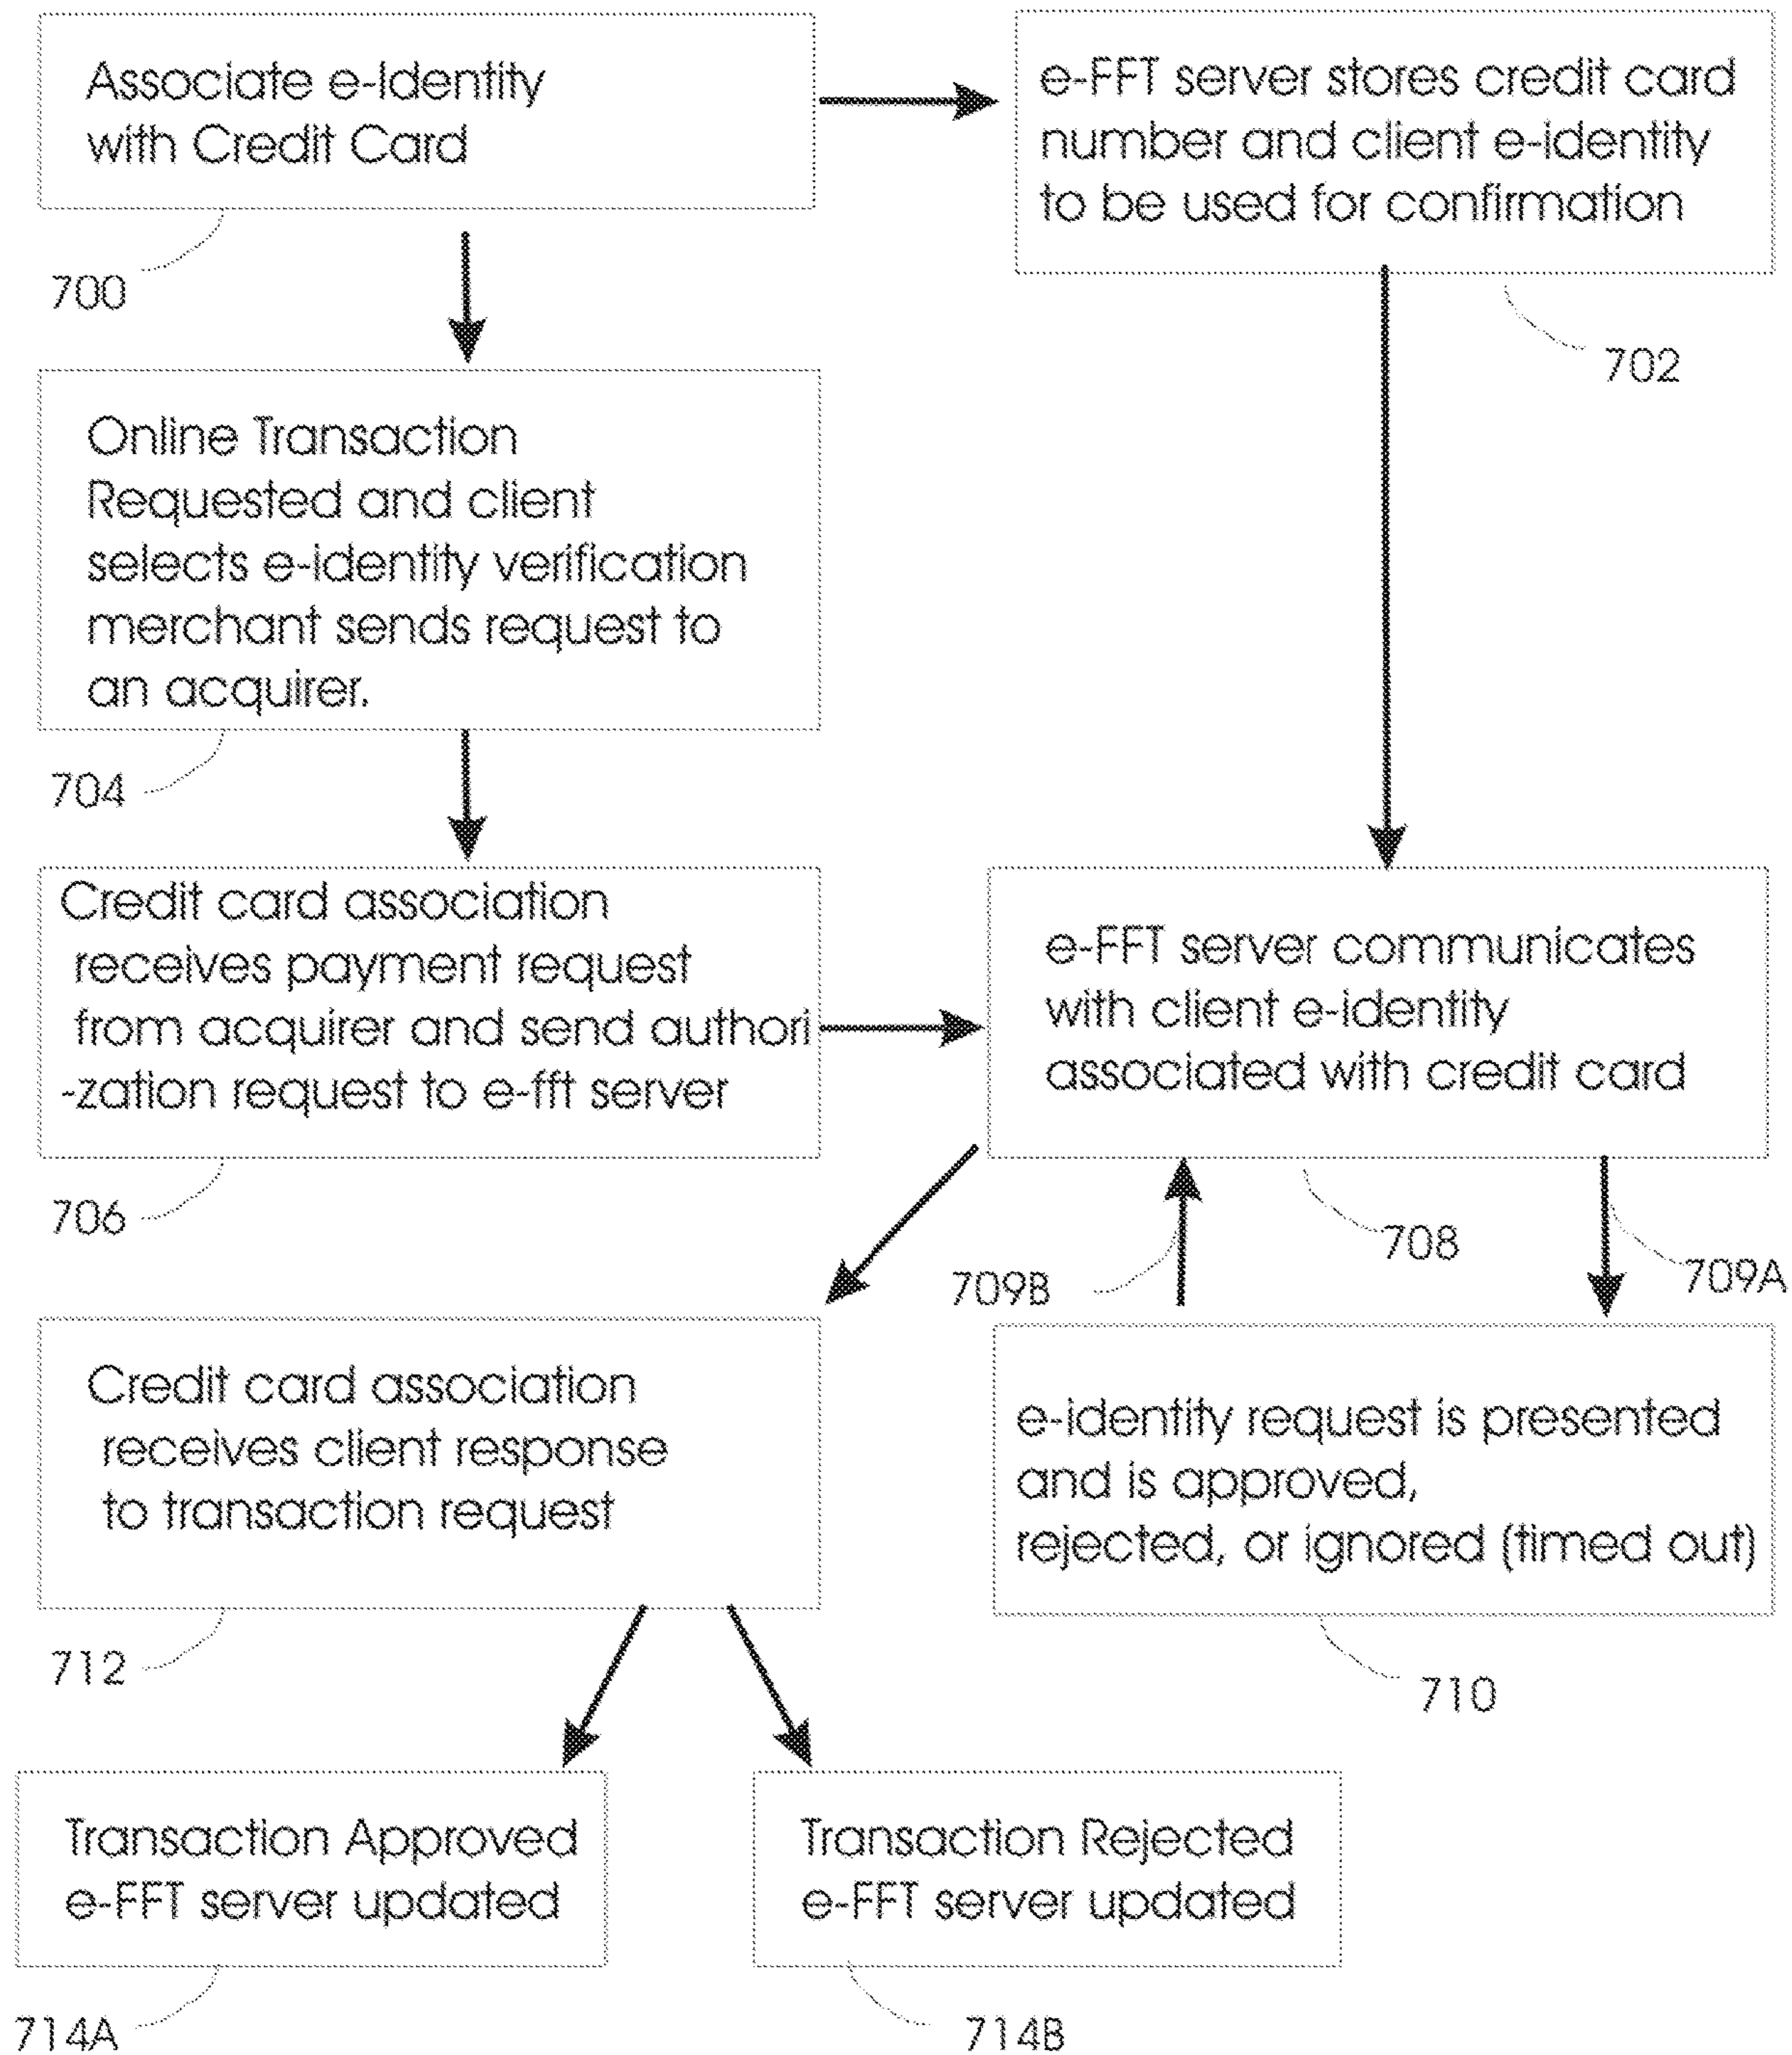 Associate e-Identity
with Credit Card
700
e-FFT server stores credit card
number and client e-identity
to be used for confirmation
702
Online Transaction
Requested and client
selects e-identity verification
merchant sends request to
an acquirer.
704
Credit card association
receives payment request
from acquirer and send authori
-zation request to e-fft server
706
e-FFT server communicates
with client e-identity
associated with credit card
708
709A
709B
Credit card association
receives client response
to transaction request
712
e-identity request is presented
and is approved,
rejected, or ignored (timed out)
710
Transaction Approved
e-FFT server updated
714A
Transaction Rejected
e-FFT server updated
714B